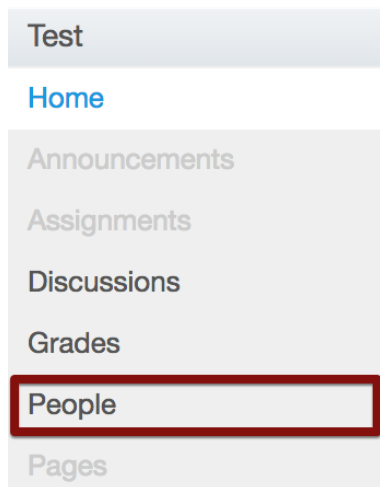 Test
Home
Announcements
Assignments
Discussions
Grades
People
Pages